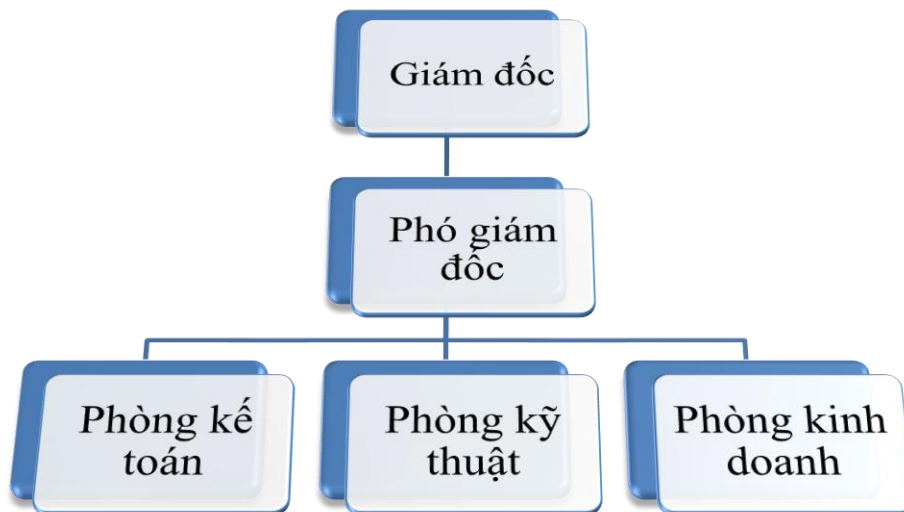 Giám đốc
Phó giám
đốc
Phòng kế
toán
Phòng kỹ
thuật
Phòng kinh
doanh